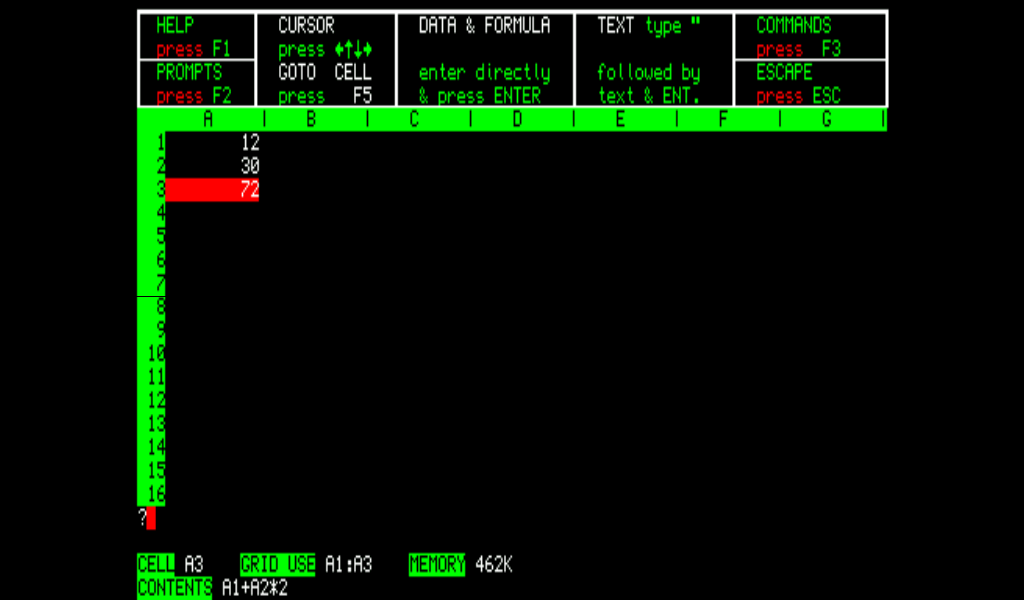 HELP CURSOR DATA & FORMULA TEXT type " COMMANDS
press F1 press ←↑↓→ press F3
PROMPTS GOTO CELL enter directly followed by ESCAPE
press F2 press F5 & press ENTER text & ENT. press ESC
A | B | C | D | E | F | G |
1 12
2 30
3 72
4
5
6
7
8
9
10
11
12
13
14
15
16
?
CELL A3 GRID USE A1:A3 MEMORY 462K
CONTENTS A1+A2*2